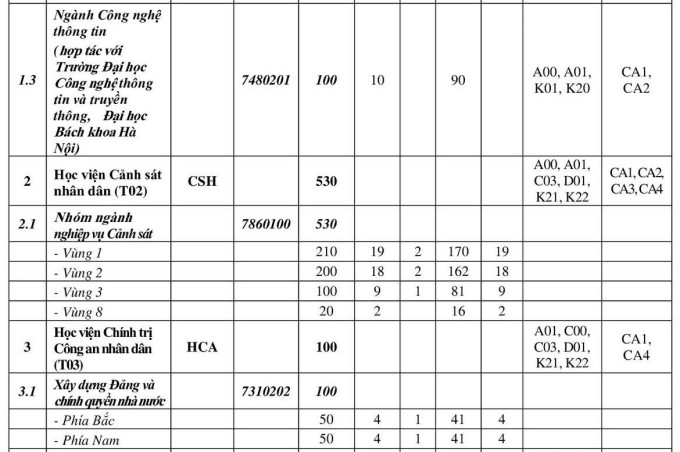 Ngành Công nghệ
thông tin
(hợp tác với
Trường Đại học
1.3 Công nghệ thông 7480201 100 10 90 A00, A01, CA1,
tin và truyền K01, K20 CA2
thông, Đại học
Bách khoa Hà
Nội)
2 Học viện Cảnh sát CSH 530 A00, A01, CA1, CA2,
nhân dân (T02) C03, D01, CA3, CA4
K21, K22
2.1 Nhóm ngành 7860100 530
nghiệp vụ Cảnh sát
- Vùng 1 210 19 2 170 19
- Vùng 2 200 18 2 162 18
- Vùng 3 100 9 1 81 9
- Vùng 8 20 2 16 2
3 Học viện Chính trị HCA 100 A01, C00, CA1,
Công an nhân dân C03, D01, CA4
(T03) K21, K22
3.1 Xây dựng Đảng và 7310202 100
chính quyền nhà nước
- Phía Bắc 50 4 1 41 4
- Phía Nam 50 4 1 41 4